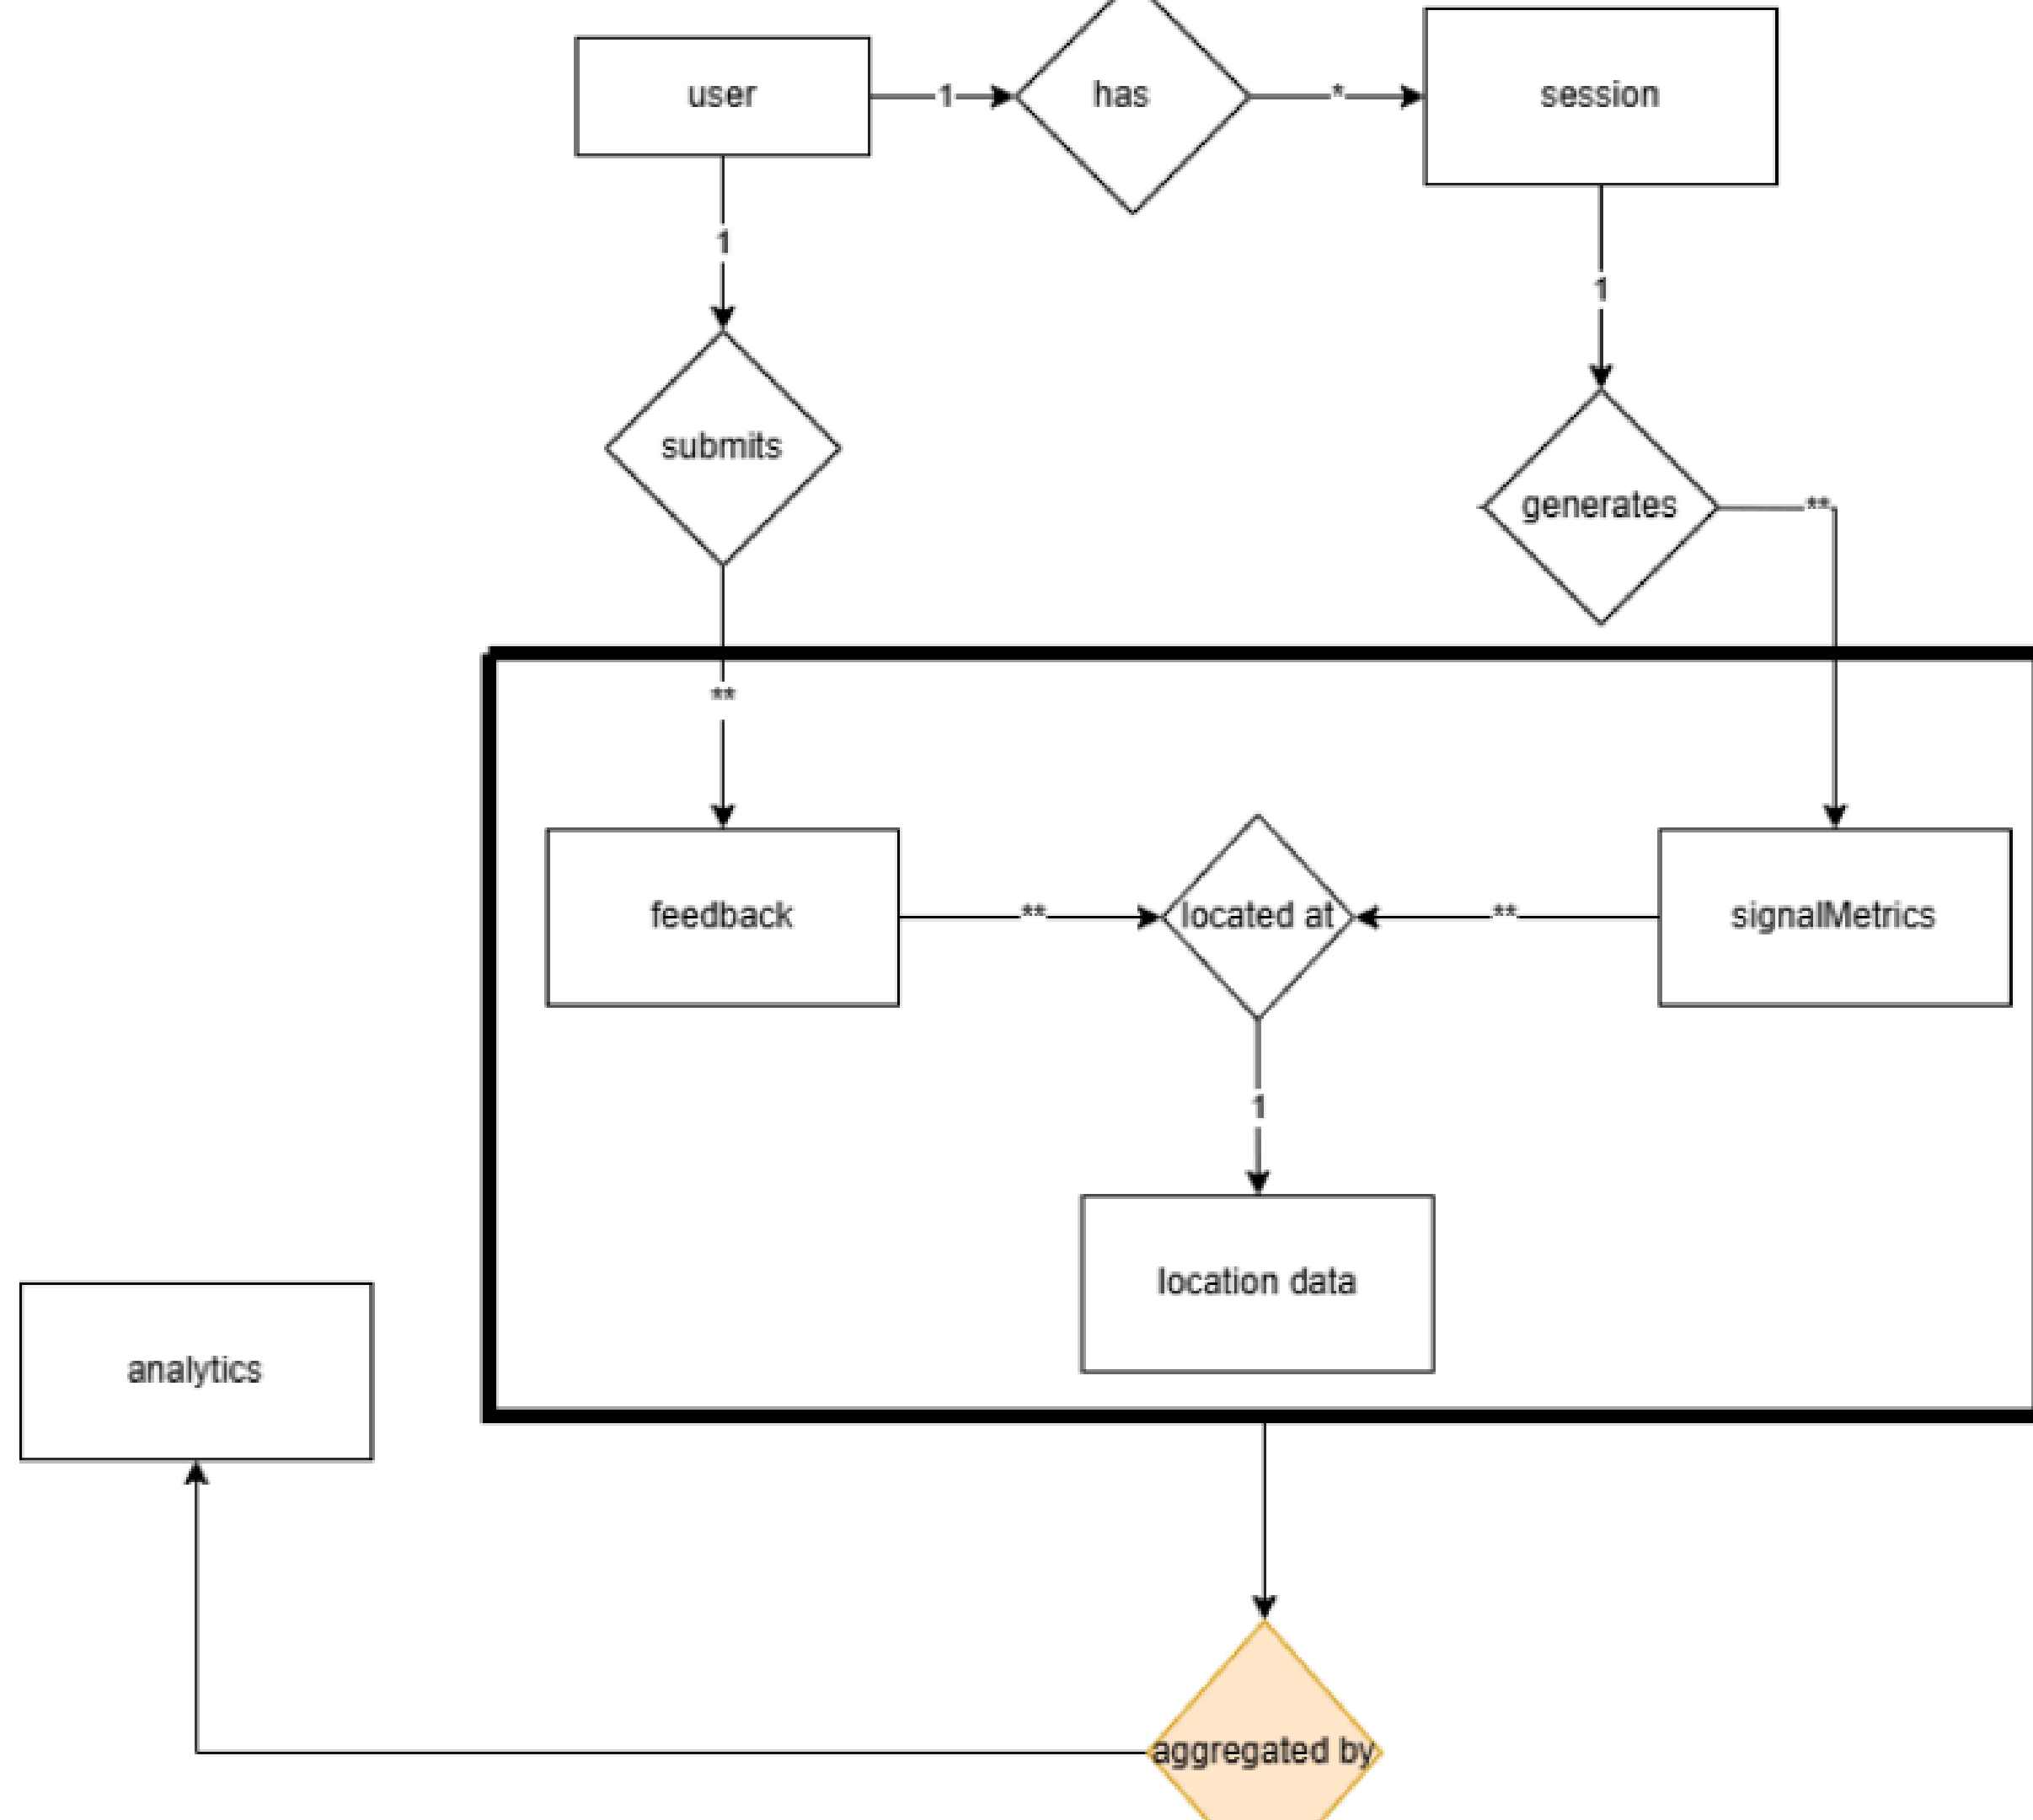 user
1
has
*
session
1
1
submits
generates
**
**
feedback
**
located at
**
signalMetrics
1
location data
analytics
aggregated by